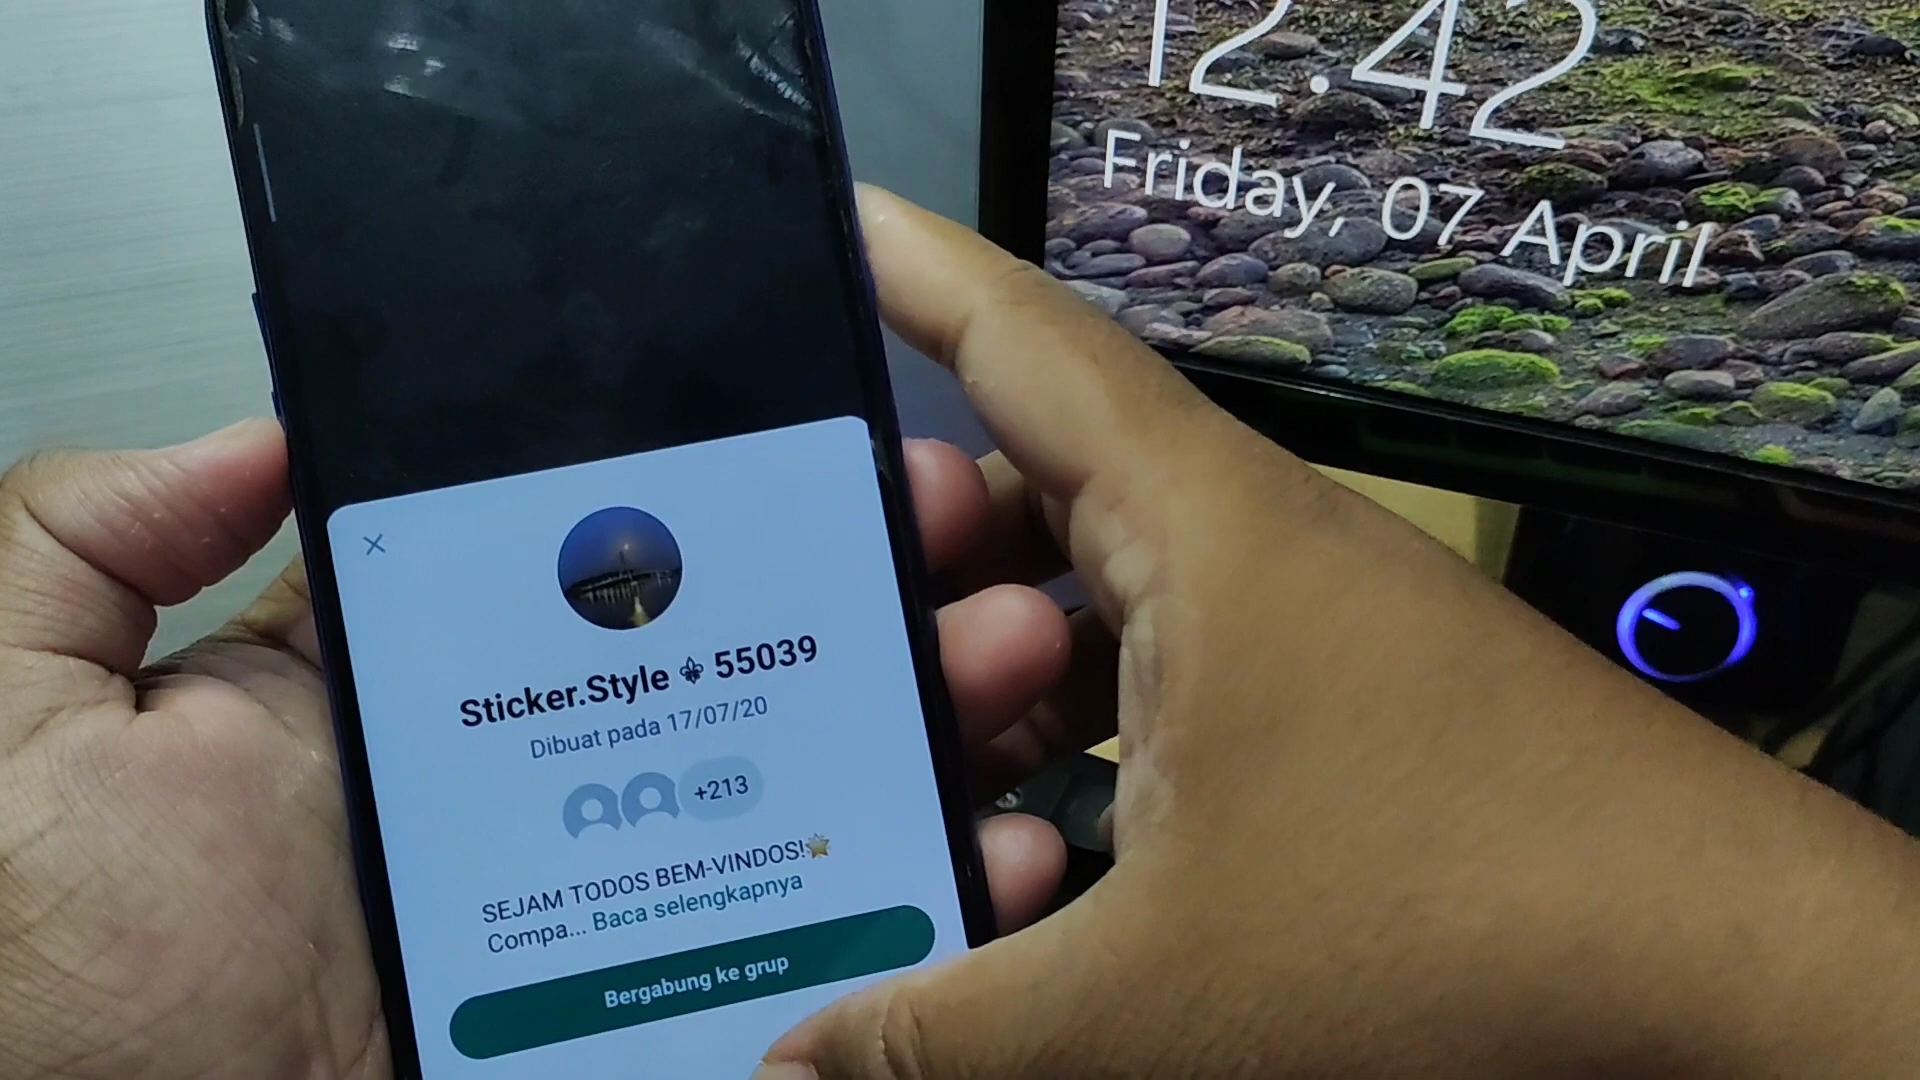 12.42
Friday, 07 April
Sticker.Style ⚜ 55039
Dibuat pada 17/07/20
+213
SEJAM TODOS BEM-VINDOS!🌟
Compa... Baca selengkapnya
Bergabung ke grup